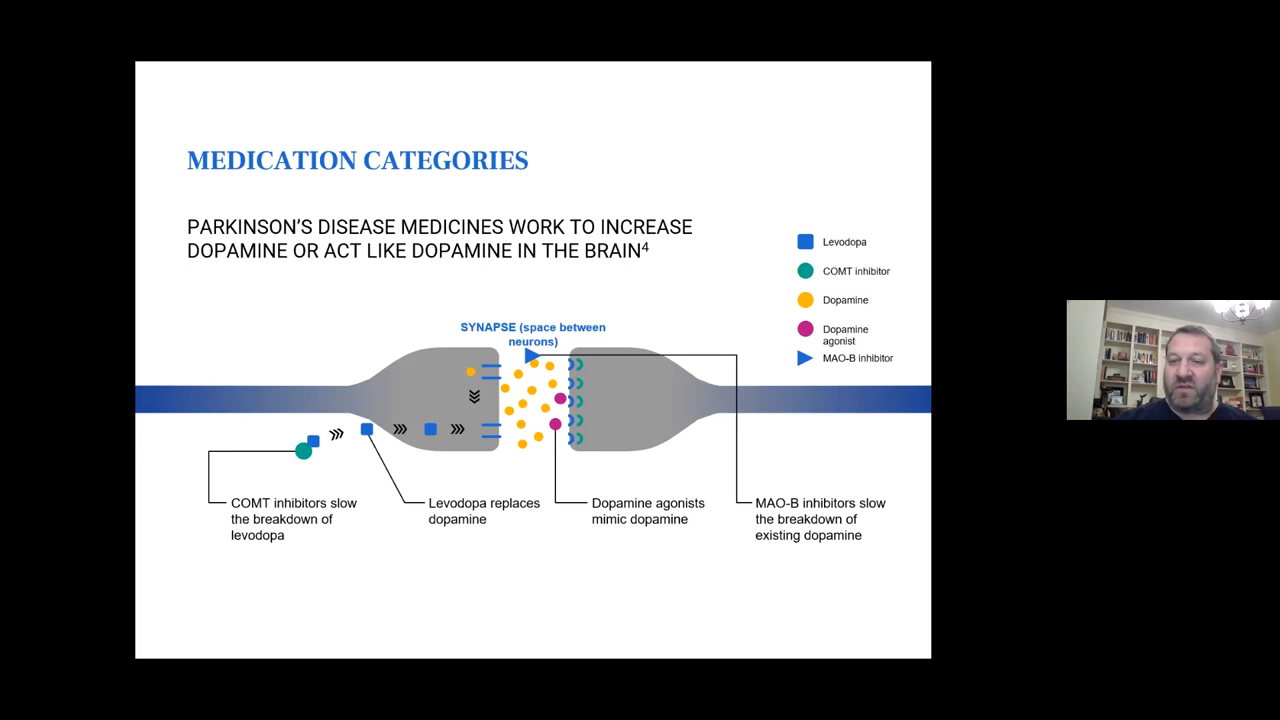 MEDICATION CATEGORIES
PARKINSON’S DISEASE MEDICINES WORK TO INCREASE
DOPAMINE OR ACT LIKE DOPAMINE IN THE BRAIN⁴
Levodopa
COMT inhibitor
Dopamine
Dopamine
agonist
MAO-B inhibitor
SYNAPSE (space between
neurons)
COMT inhibitors slow
the breakdown of
levodopa
Levodopa replaces
dopamine
Dopamine agonists
mimic dopamine
MAO-B inhibitors slow
the breakdown of
existing dopamine